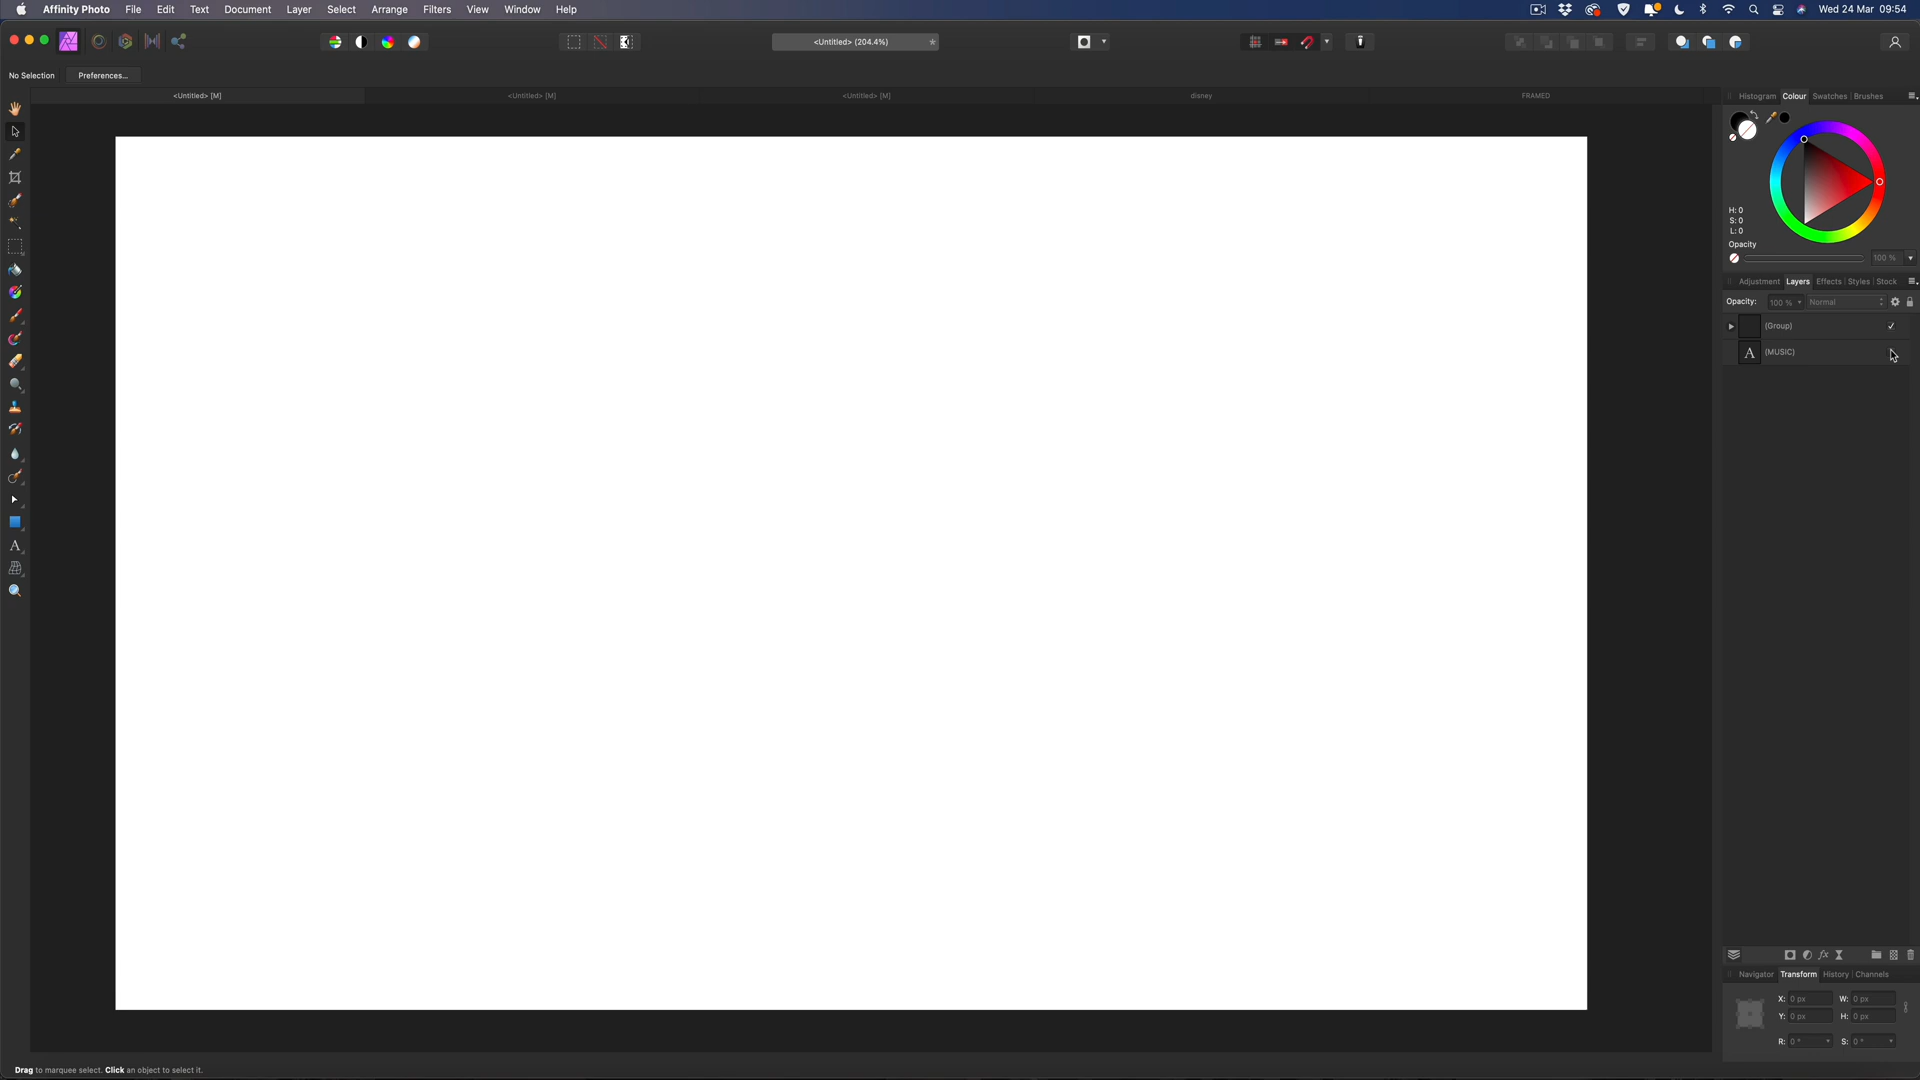 Affinity Photo File Edit Text Document Layer Select Arrange Filters View Window Help Wed 24 Mar 09:54
<Untitled> (204.4%)
No Selection Preferences...
<Untitled> [M] <Untitled> [M] <Untitled> [M] disney FRAMED
Histogram Colour Swatches Brushes
H: 0
S: 0
L: 0
Opacity
100 %
Adjustment Layers Effects Styles Stock
Opacity: 100 % Normal
(Group)
A (MUSIC)
Navigator Transform History Channels
X: 0 px W: 0 px
Y: 0 px H: 0 px
R: 0 ° S: 0 °
Drag to marquee select. Click an object to select it.